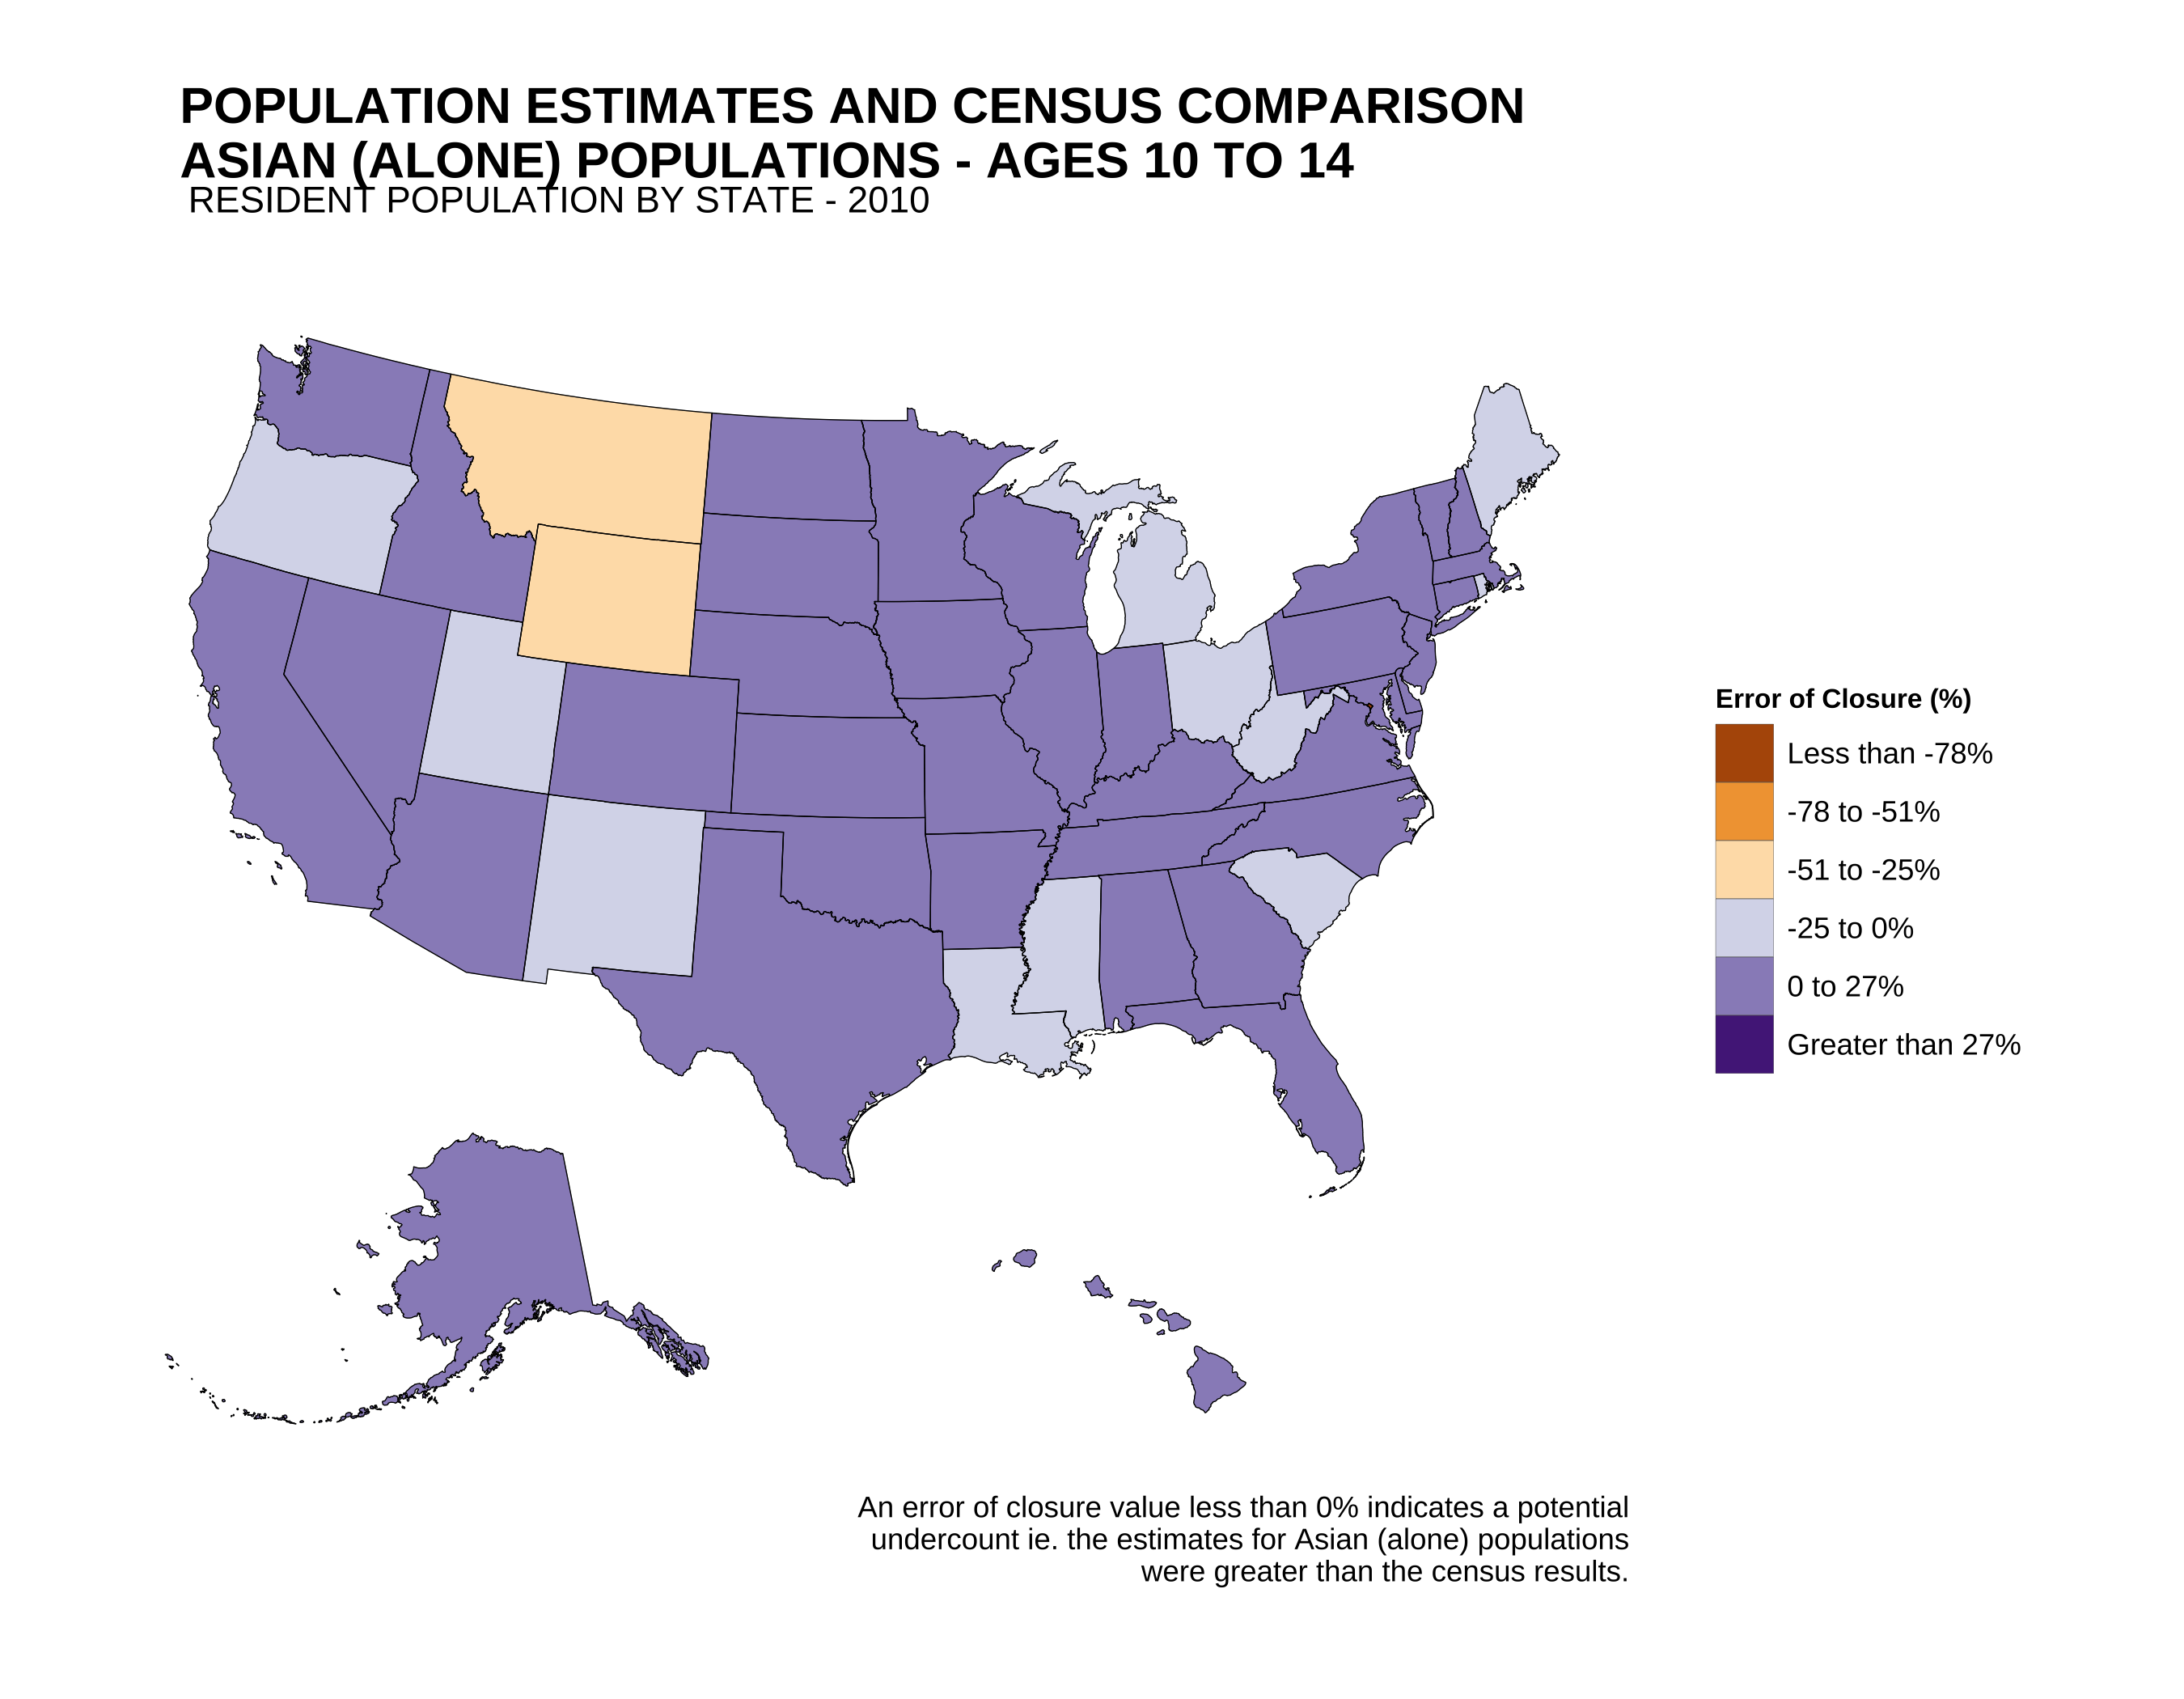 POPULATION ESTIMATES AND CENSUS COMPARISON
ASIAN (ALONE) POPULATIONS - AGES 10 TO 14
RESIDENT POPULATION BY STATE - 2010
Error of Closure (%)
Less than -78%
-78 to -51%
-51 to -25%
-25 to 0%
0 to 27%
Greater than 27%
An error of closure value less than 0% indicates a potential
undercount ie. the estimates for Asian (alone) populations
were greater than the census results.